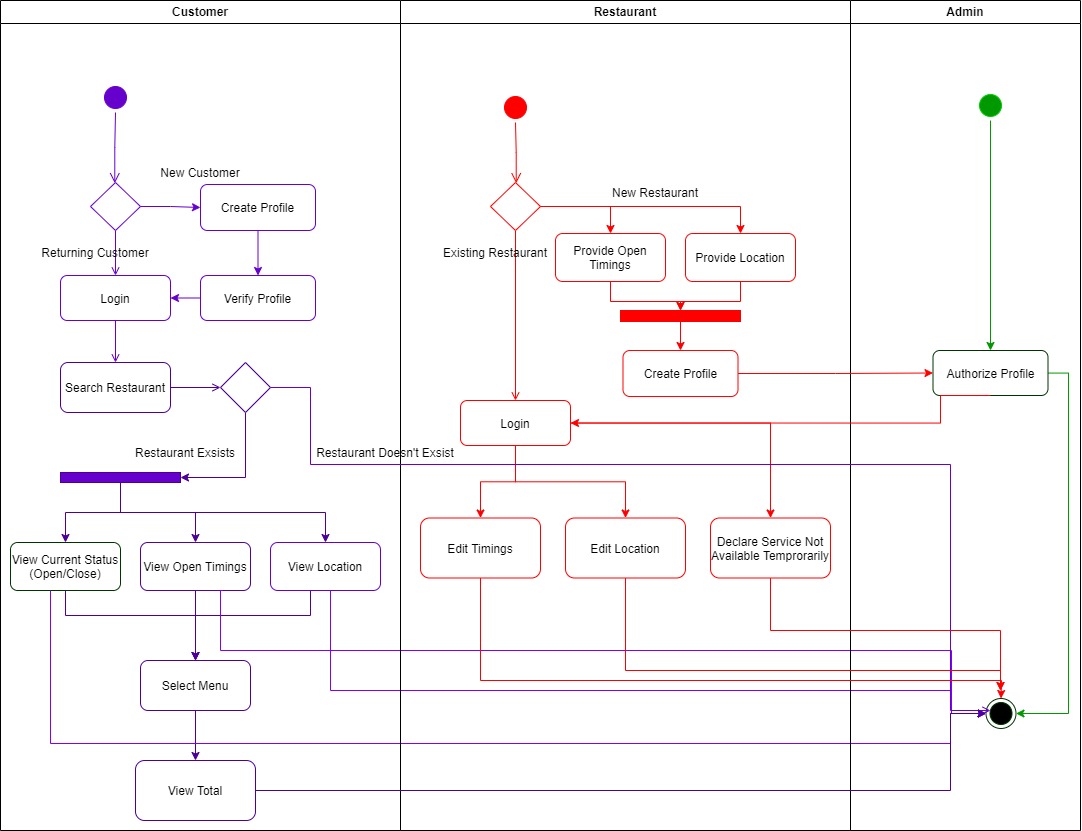 Customer
Restaurant
Admin
New Customer
Create Profile
Returning Customer
Login
Verify Profile
Search Restaurant
Restaurant Exsists
Restaurant Doesn't Exsist
View Current Status
(Open/Close)
View Open Timings
View Location
Select Menu
View Total
New Restaurant
Existing Restaurant
Provide Open
Timings
Provide Location
Create Profile
Login
Edit Timings
Edit Location
Declare Service Not
Available Temprorarily
Authorize Profile